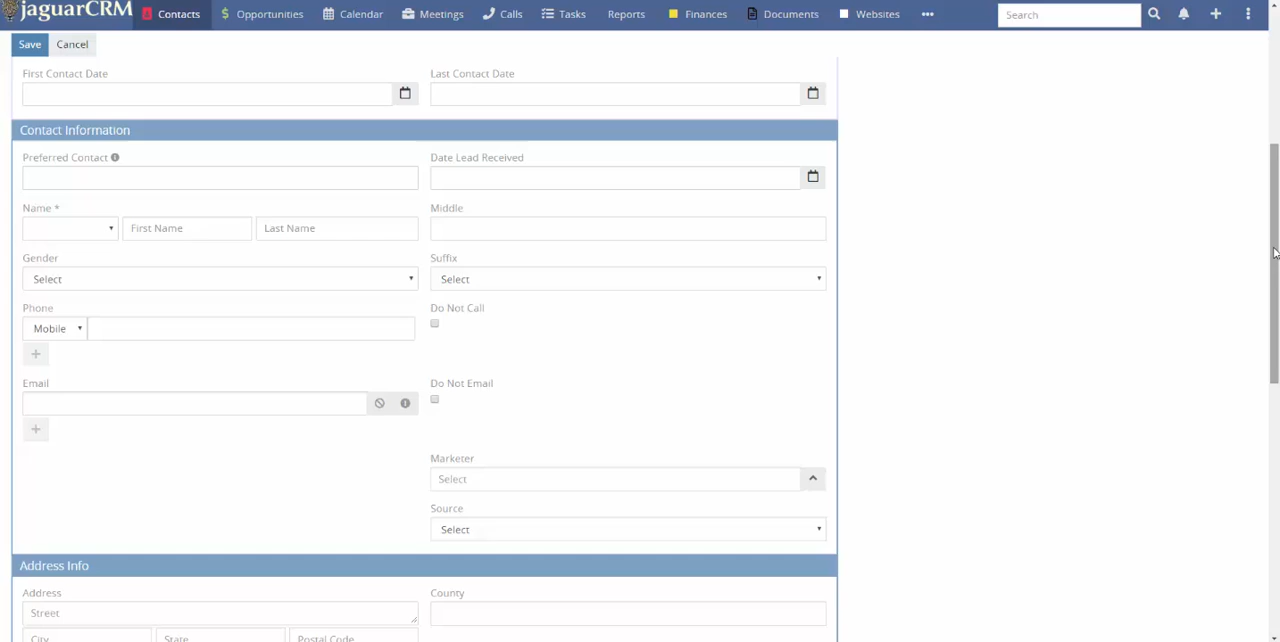 jaguarCRM Contacts $ Opportunities Calendar Meetings Calls Tasks Reports Finances Documents Websites ••• Search
Save Cancel
First Contact Date Last Contact Date
Contact Information
Preferred Contact Date Lead Received
Name * Middle
First Name Last Name
Gender Suffix
Select Select
Phone Do Not Call
Mobile
+
Email Do Not Email
+
Marketer
Select
Source
Select
Address Info
Address County
Street
City State Postal Code